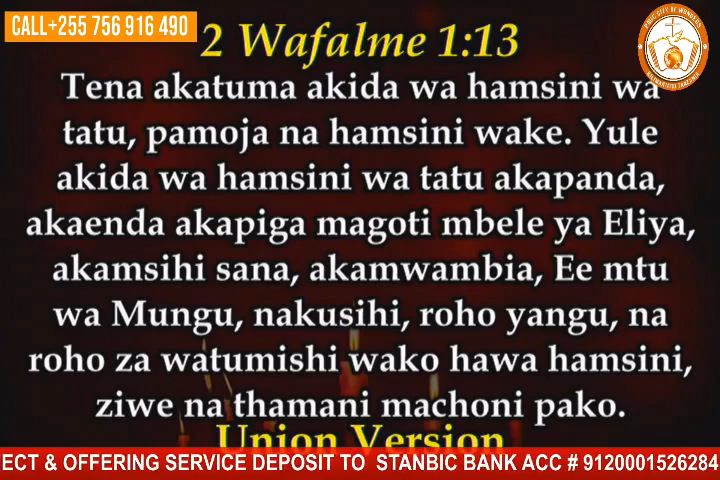 CALL+255 756 916 490
2 Wafalme 1:13
Tena akatuma akida wa hamsini wa
tatu, pamoja na hamsini wake. Yule
akida wa hamsini wa tatu akapanda,
akaenda akapiga magoti mbele ya Eliya,
akamsihi sana, akamwambia, Ee mtu
wa Mungu, nakusihi, roho yangu, na
roho za watumishi wako hawa hamsini,
ziwe na thamani machoni pako.
Union Version
ECT & OFFERING SERVICE DEPOSIT TO STANBIC BANK ACC # 9120001526284